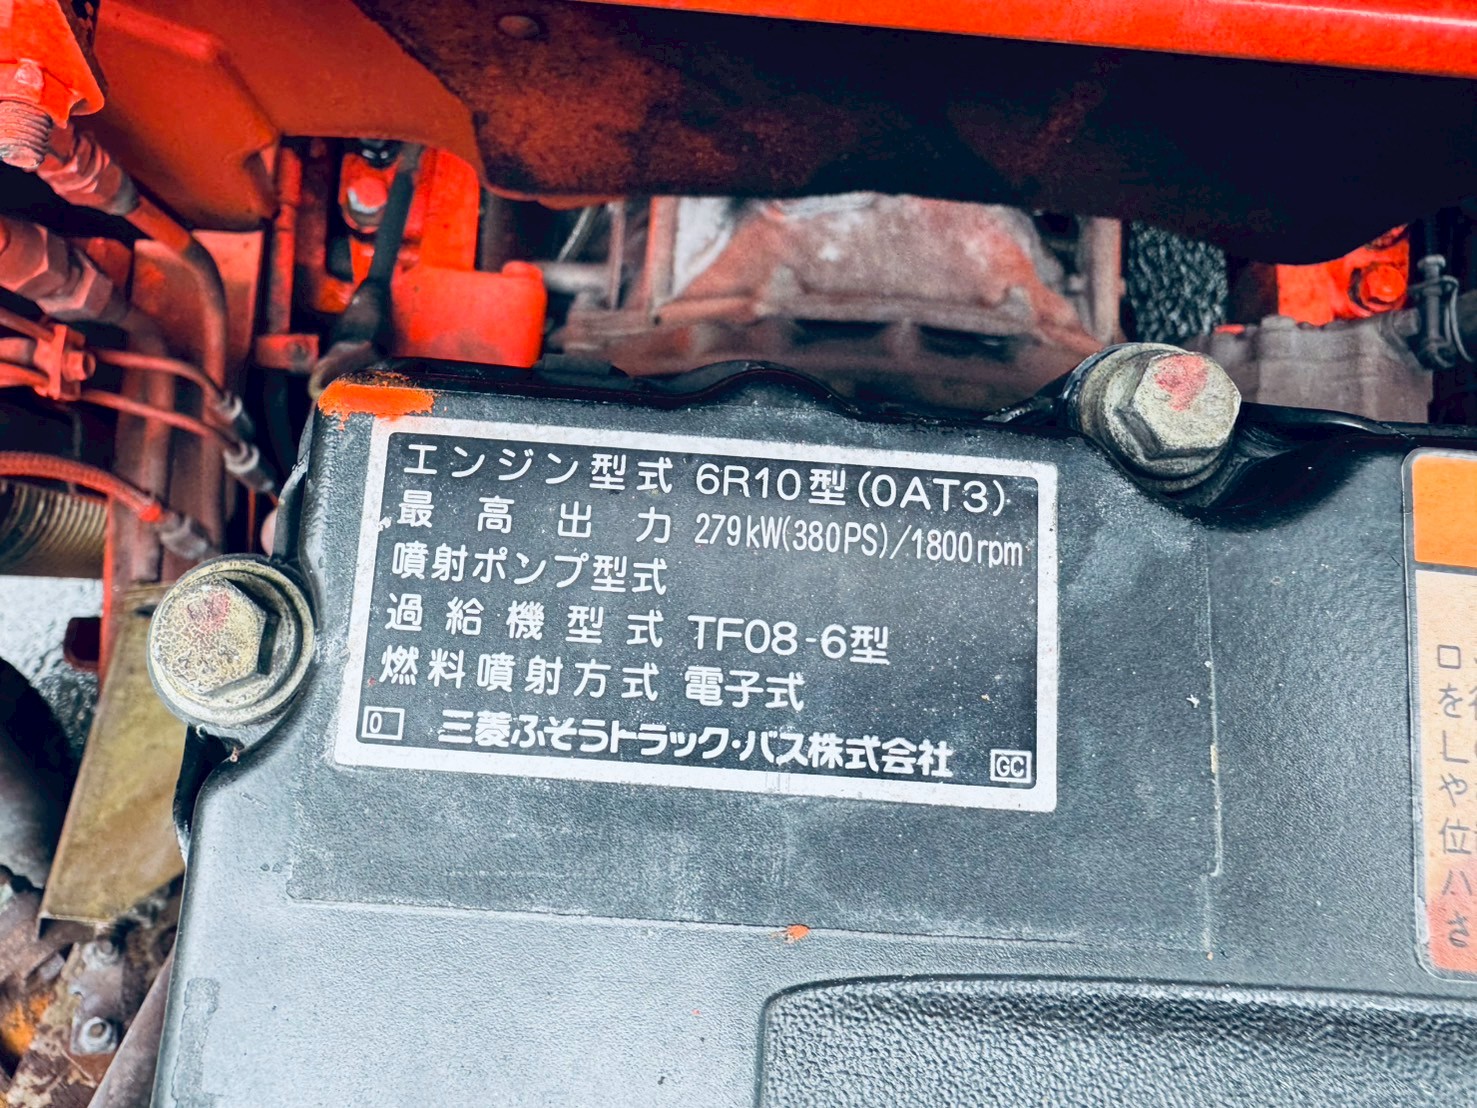 エンジン型式 6R10型(0AT3)
最高出力 279kW(380PS)/1800rpm
噴射ポンプ型式
過給機型式 TF08-6型
燃料噴射方式 電子式
0 三菱ふそうトラック・バス株式会社 GC
ロを
しや
位
ハ
さ